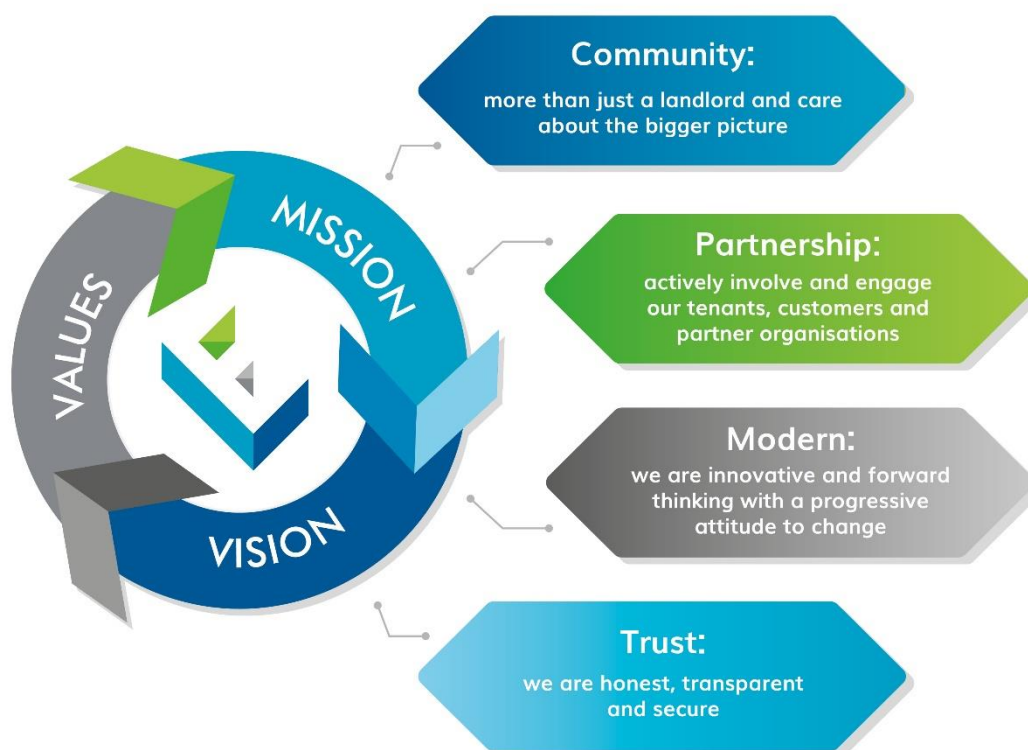 VALUES
MISSION
VISION
Community:
more than just a landlord and care
about the bigger picture
Partnership:
actively involve and engage
our tenants, customers and
partner organisations
Modern:
we are innovative and forward
thinking with a progressive
attitude to change
Trust:
we are honest, transparent
and secure